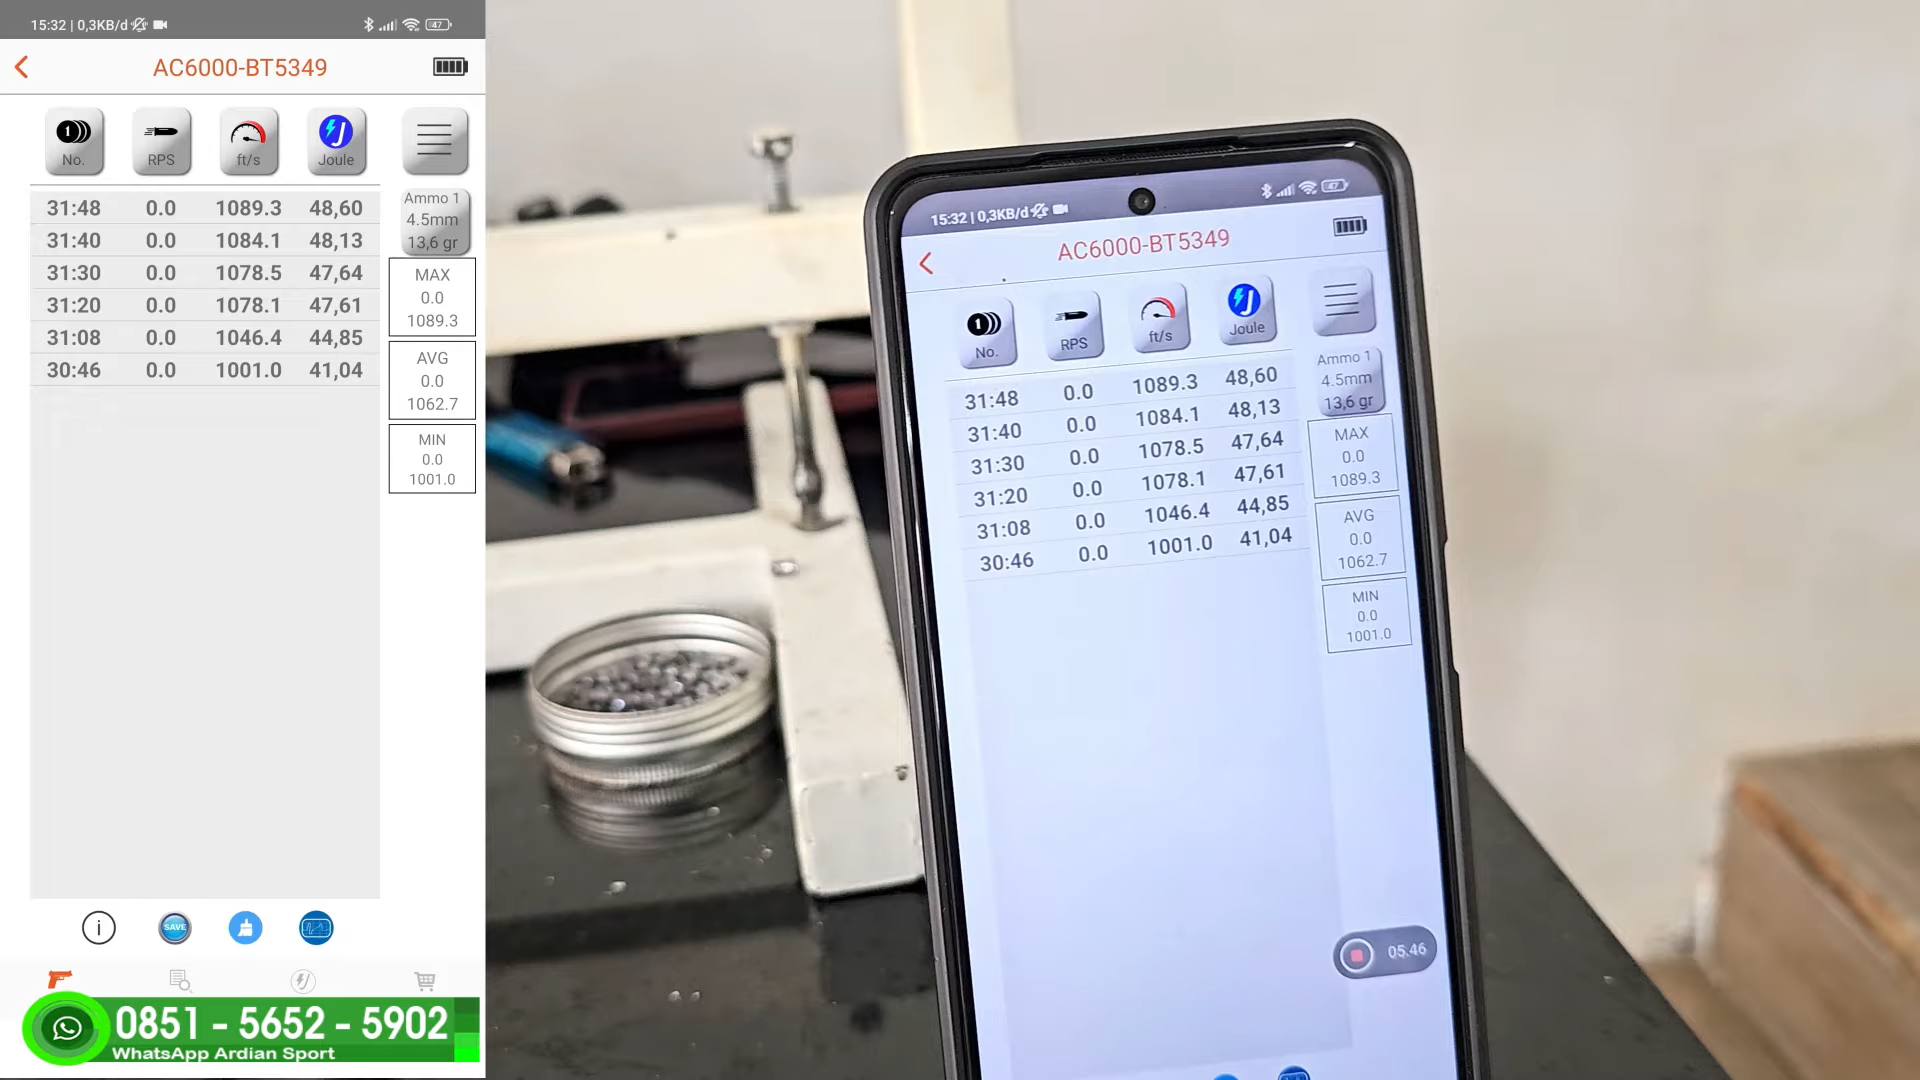 15:32 | 0,3KB/d
47
AC6000-BT5349
No. RPS ft/s Joule
31:48 0.0 1089.3 48,60
31:40 0.0 1084.1 48,13
31:30 0.0 1078.5 47,64
31:20 0.0 1078.1 47,61
31:08 0.0 1046.4 44,85
30:46 0.0 1001.0 41,04
Ammo 1
4.5mm
13,6 gr
MAX
0.0
1089.3
AVG
0.0
1062.7
MIN
0.0
1001.0
SAVE
0851 - 5652 - 5902
WhatsApp Ardian Sport
15:32 | 0,3KB/d
47
AC6000-BT5349
No. RPS ft/s Joule
31:48 0.0 1089.3 48,60
31:40 0.0 1084.1 48,13
31:30 0.0 1078.5 47,64
31:20 0.0 1078.1 47,61
31:08 0.0 1046.4 44,85
30:46 0.0 1001.0 41,04
Ammo 1
4.5mm
13,6 gr
MAX
0.0
1089.3
AVG
0.0
1062.7
MIN
0.0
1001.0
05:46